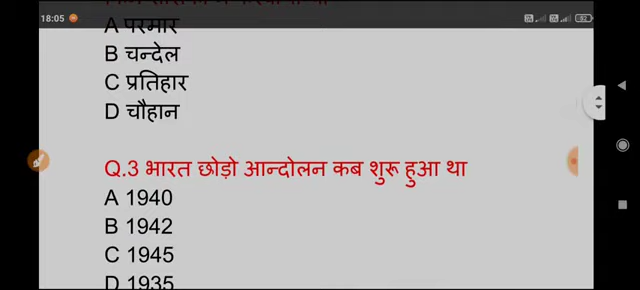 18:05
A परमार
B चन्देल
C प्रतिहार
D चौहान
Q.3 भारत छोड़ो आन्दोलन कब शुरू हुआ था
A 1940
B 1942
C 1945
D 1935